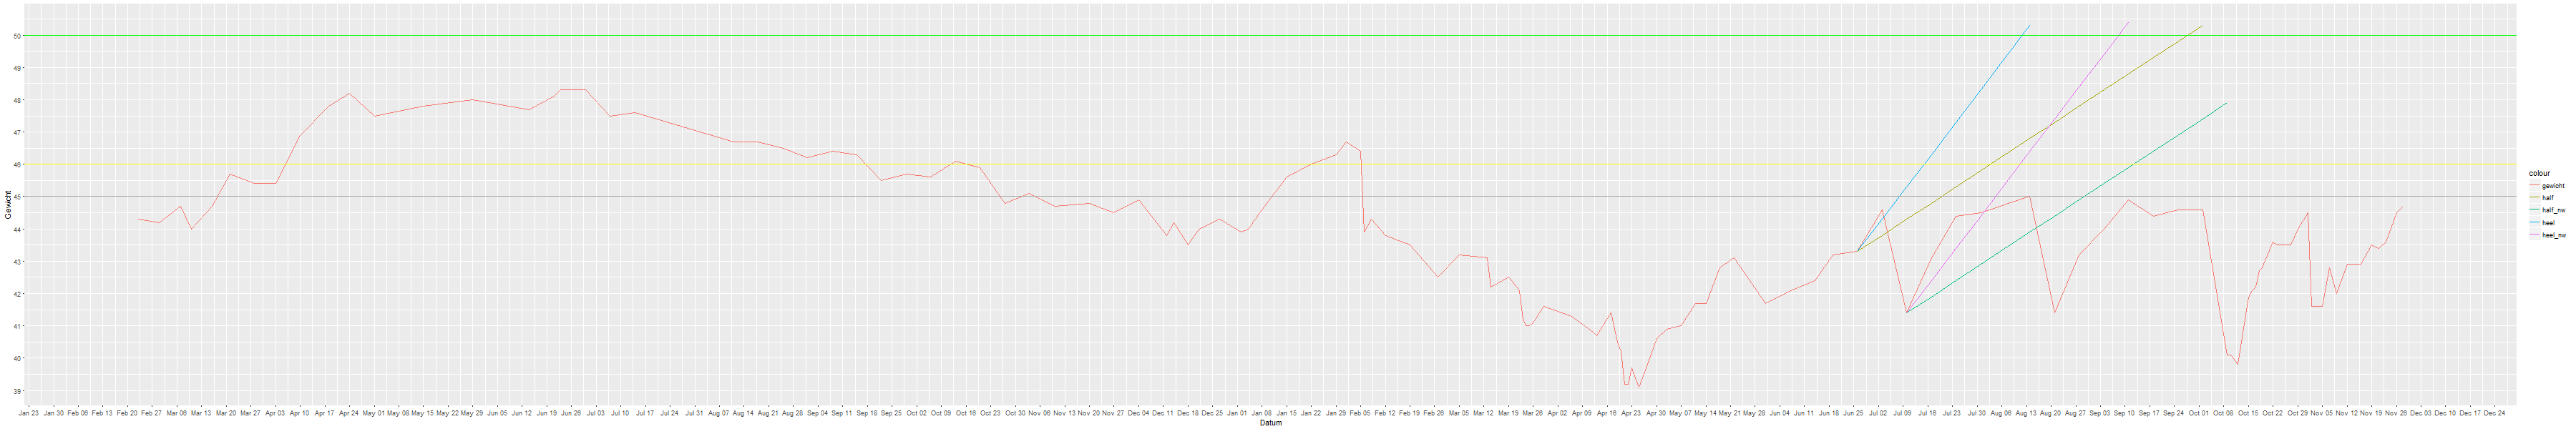 50
49
48
47
46
45
44
43
42
41
40
39
Gewicht
Jan 23 Jan 30 Feb 06 Feb 13 Feb 20 Feb 27 Mar 06 Mar 13 Mar 20 Mar 27 Apr 03 Apr 10 Apr 17 Apr 24 May 01 May 08 May 15 May 22 May 29 Jun 05 Jun 12 Jun 19 Jun 26 Jul 03 Jul 10 Jul 17 Jul 24 Jul 31 Aug 07 Aug 14 Aug 21 Aug 28 Sep 04 Sep 11 Sep 18 Sep 25 Oct 02 Oct 09 Oct 16 Oct 23 Oct 30 Nov 06 Nov 13 Nov 20 Nov 27 Dec 04 Dec 11 Dec 18 Dec 25 Jan 01 Jan 08 Jan 15 Jan 22 Jan 29 Feb 05 Feb 12 Feb 19 Feb 26 Mar 05 Mar 12 Mar 19 Mar 26 Apr 02 Apr 09 Apr 16 Apr 23 Apr 30 May 07 May 14 May 21 May 28 Jun 04 Jun 11 Jun 18 Jun 25 Jul 02 Jul 09 Jul 16 Jul 23 Jul 30 Aug 06 Aug 13 Aug 20 Aug 27 Sep 03 Sep 10 Sep 17 Sep 24 Oct 01 Oct 08 Oct 15 Oct 22 Oct 29 Nov 05 Nov 12 Nov 19 Nov 26 Dec 03 Dec 10 Dec 17 Dec 24
Datum
colour
gewicht
half
half_nw
heel
heel_nw